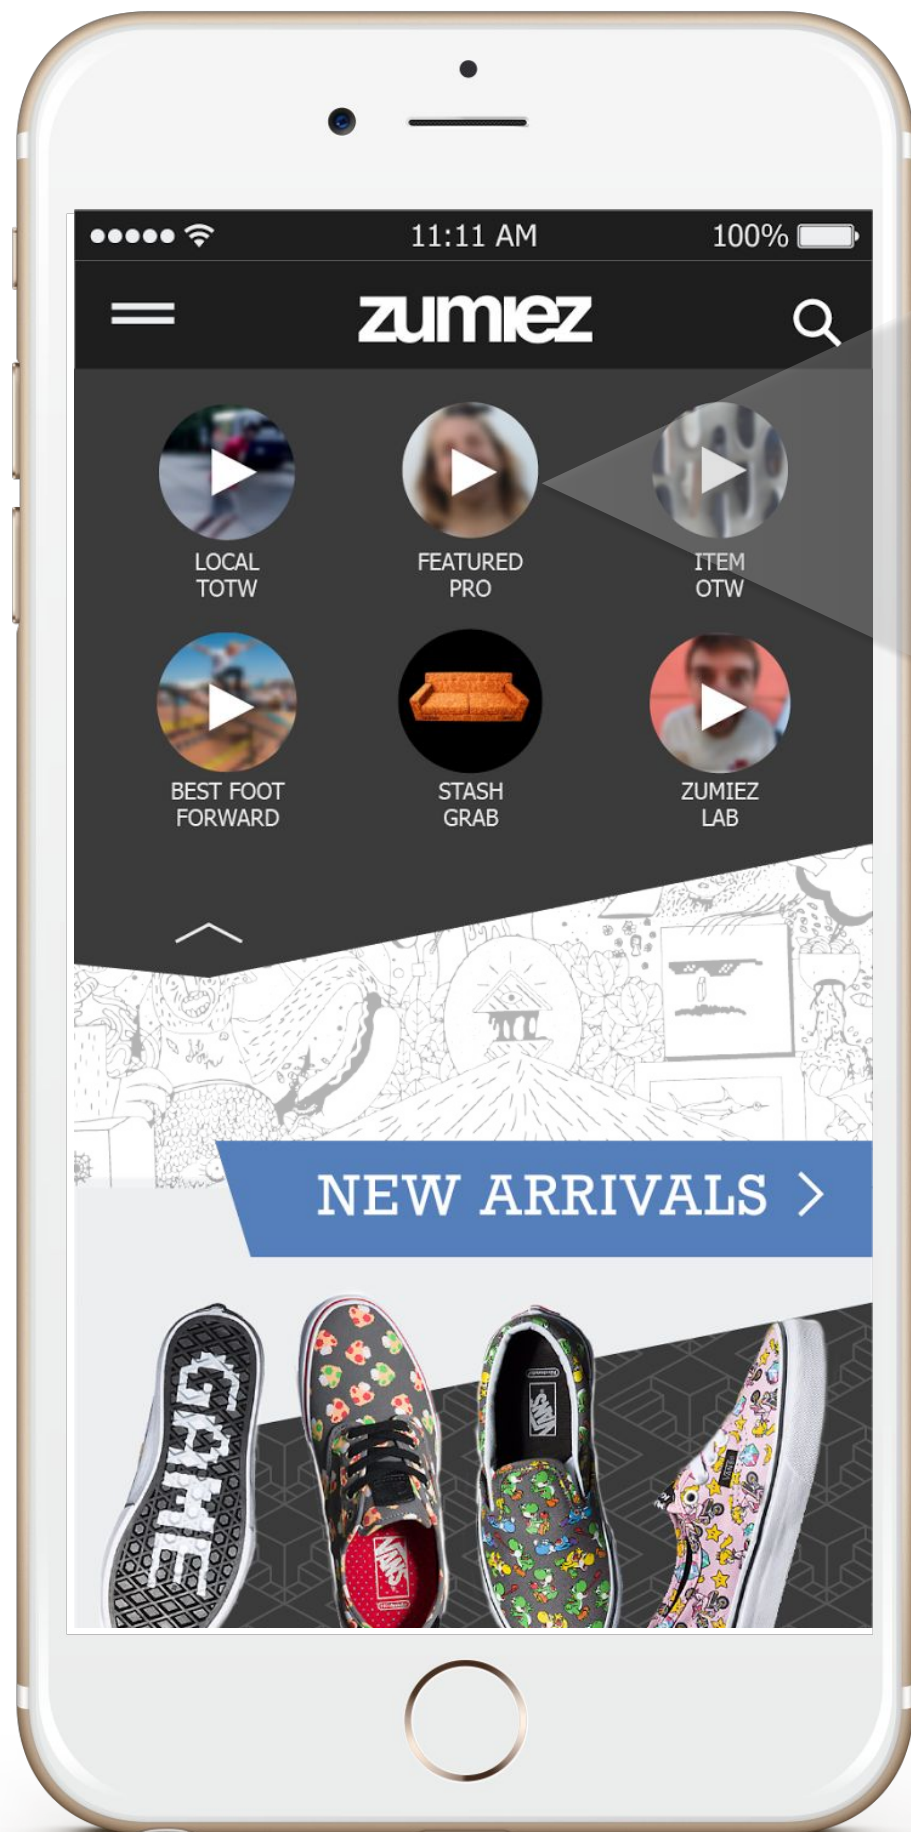 11:11 AM
100%
zumiez
LOCAL
TOTW
FEATURED
PRO
ITEM
OTW
BEST FOOT
FORWARD
STASH
GRAB
ZUMIEZ
LAB
NEW ARRIVALS
GAME
VANS
VANS